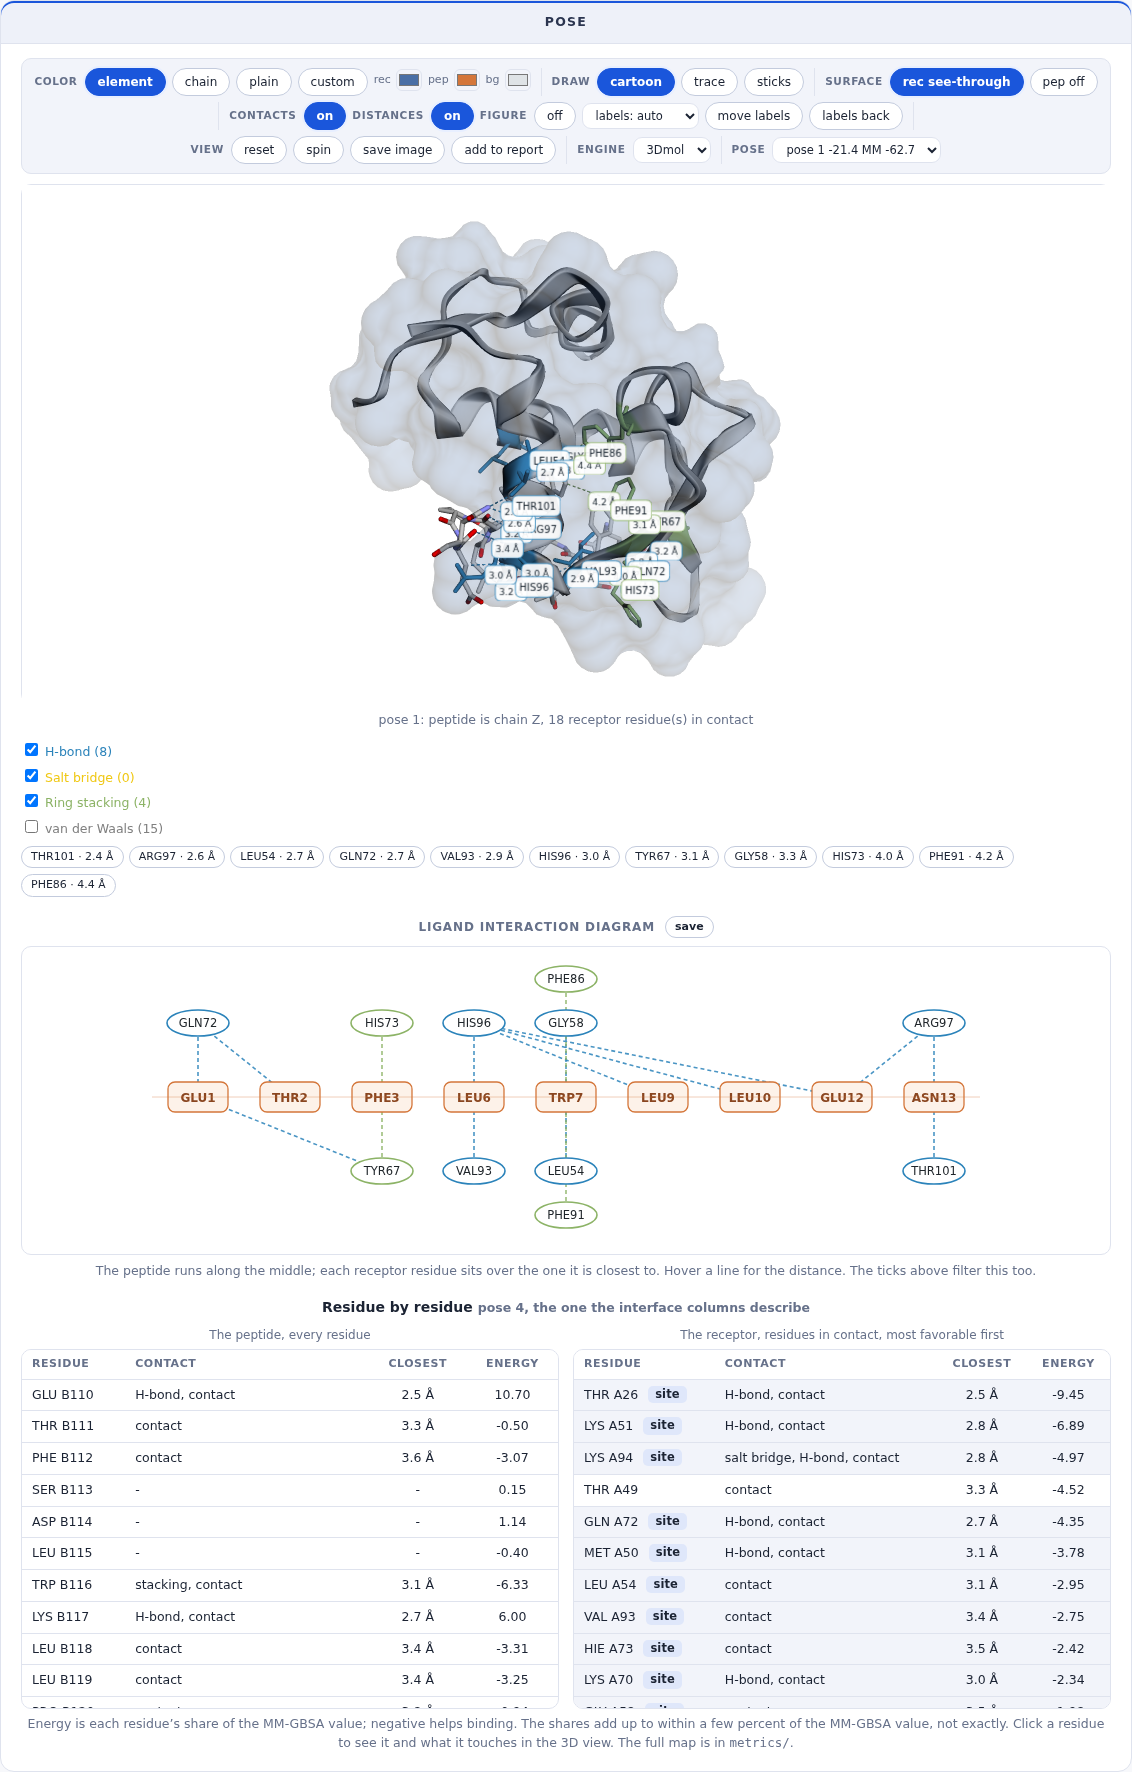 POSE
COLOR element chain plain custom rec pep bg DRAW cartoon trace sticks SURFACE rec see-through pep off
CONTACTS on DISTANCES on FIGURE off labels: auto move labels labels back
VIEW reset spin save image add to report ENGINE 3Dmol POSE pose 1 -21.4 MM -62.7
PHE86
4.4 Å
2.7 Å
4.2
THR101
PHE91
2.6 Å
3.1 Å
3.4 Å
3.2 Å
3.0 Å
3.0 Å
2.9 Å
HIS96
HIS73
pose 1: peptide is chain Z, 18 receptor residue(s) in contact
H-bond (8)
Salt bridge (0)
Ring stacking (4)
van der Waals (15)
THR101 · 2.4 Å ARG97 · 2.6 Å LEU54 · 2.7 Å GLN72 · 2.7 Å VAL93 · 2.9 Å HIS96 · 3.0 Å TYR67 · 3.1 Å GLY58 · 3.3 Å HIS73 · 4.0 Å PHE91 · 4.2 Å
PHE86 · 4.4 Å
LIGAND INTERACTION DIAGRAM save
PHE86
GLN72 HIS73 HIS96 GLY58 ARG97
GLU1 THR2 PHE3 LEU6 TRP7 LEU9 LEU10 GLU12 ASN13
TYR67 VAL93 LEU54 THR101
PHE91
The peptide runs along the middle; each receptor residue sits over the one it is closest to. Hover a line for the distance. The ticks above filter this too.
Residue by residue pose 4, the one the interface columns describe
The peptide, every residue The receptor, residues in contact, most favorable first
RESIDUE CONTACT CLOSEST ENERGY RESIDUE CONTACT CLOSEST ENERGY
GLU B110 H-bond, contact 2.5 Å 10.70 THR A26 site H-bond, contact 2.5 Å -9.45
THR B111 contact 3.3 Å -0.50 LYS A51 site H-bond, contact 2.8 Å -6.89
PHE B112 contact 3.6 Å -3.07 LYS A94 site salt bridge, H-bond, contact 2.8 Å -4.97
SER B113 - - 0.15 THR A49 contact 3.3 Å -4.52
ASP B114 - - 1.14 GLN A72 site H-bond, contact 2.7 Å -4.35
LEU B115 - - -0.40 MET A50 site H-bond, contact 3.1 Å -3.78
TRP B116 stacking, contact 3.1 Å -6.33 LEU A54 site contact 3.1 Å -2.95
LYS B117 H-bond, contact 2.7 Å 6.00 VAL A93 site contact 3.4 Å -2.75
LEU B118 contact 3.4 Å -3.31 HIE A73 site contact 3.5 Å -2.42
LEU B119 contact 3.4 Å -3.25 LYS A70 site H-bond, contact 3.0 Å -2.34
Energy is each residue’s share of the MM-GBSA value; negative helps binding. The shares add up to within a few percent of the MM-GBSA value, not exactly. Click a residue
to see it and what it touches in the 3D view. The full map is in metrics/.